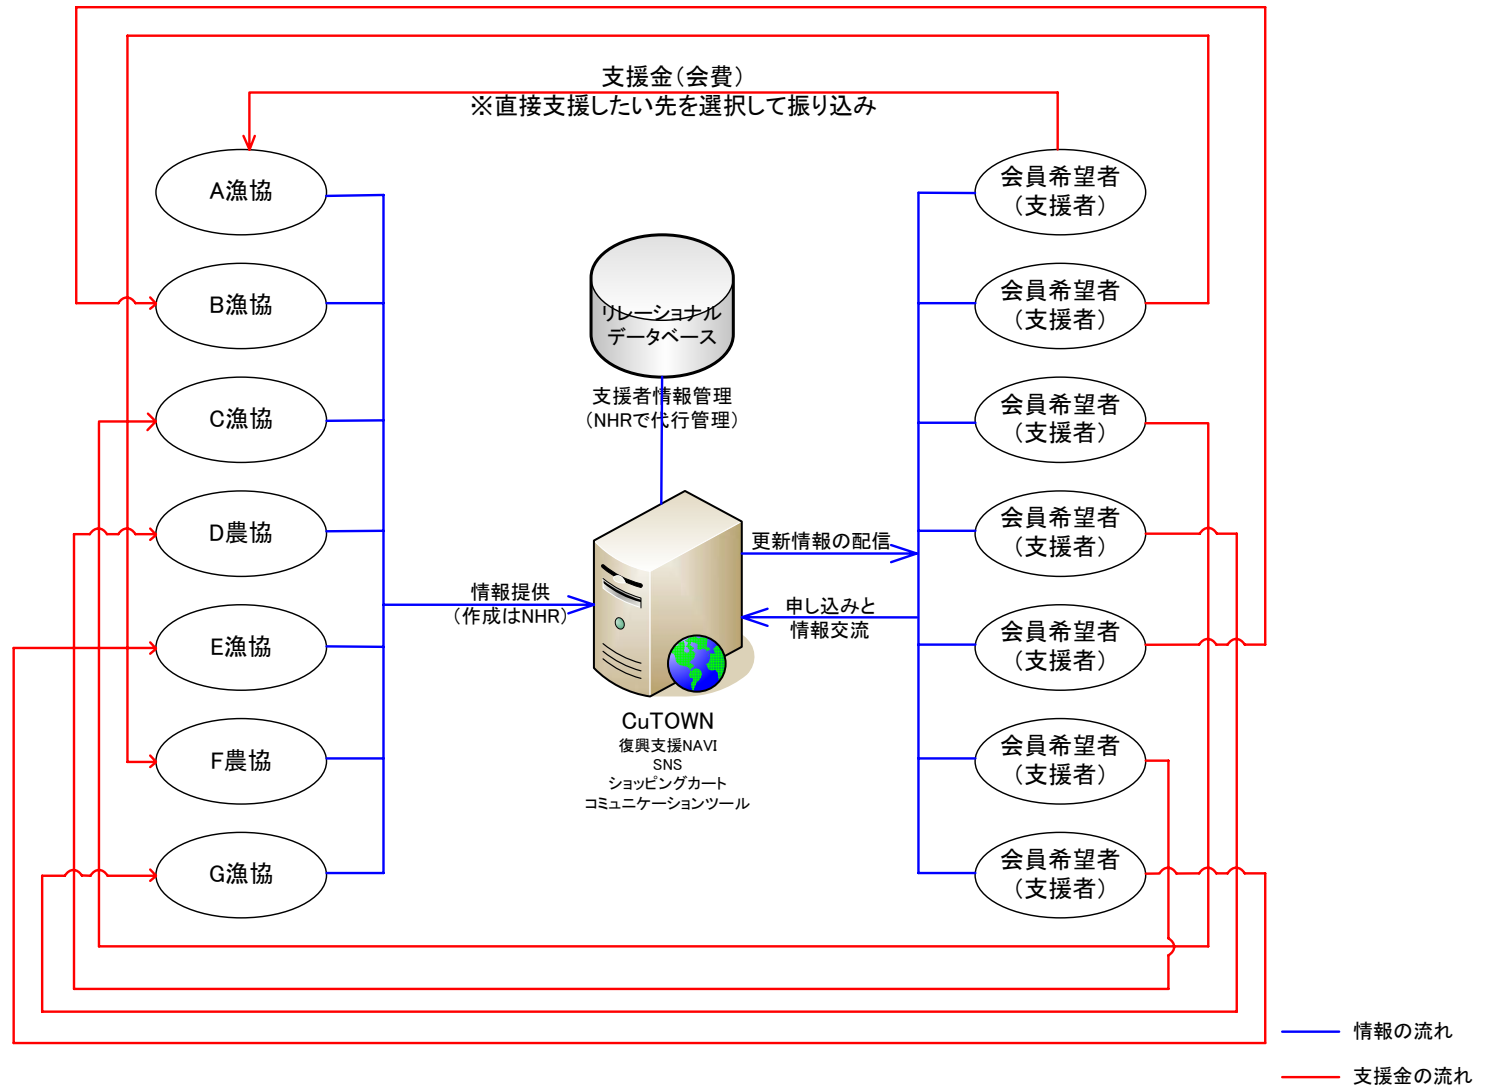 支援金（会費）
※直接支援したい先を選択して振り込み
A漁協
B漁協
C漁協
D農協
E漁協
F農協
G漁協
リレーショナル
データベース
支援者情報管理
（NHRで代行管理）
情報提供
（作成はNHR）
更新情報の配信
申し込みと
情報交流
CuTOWN
復興支援NAVI
SNS
ショッピングカート
コミュニケーションツール
会員希望者
（支援者）
会員希望者
（支援者）
会員希望者
（支援者）
会員希望者
（支援者）
会員希望者
（支援者）
会員希望者
（支援者）
会員希望者
（支援者）
情報の流れ
支援金の流れ